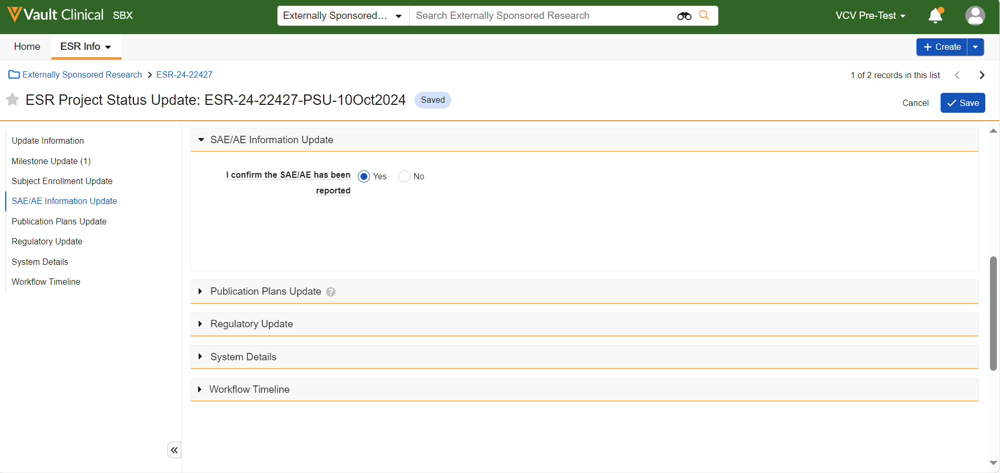 Vault Clinical SBX
Externally Sponsored... Search Externally Sponsored Research
VCV Pre-Test
Home ESR Info
Create
Externally Sponsored Research ESR-24-22427
1 of 2 records in this list
ESR Project Status Update: ESR-24-22427-PSU-10Oct2024 Saved
Cancel Save
Update Information
Milestone Update (1)
Subject Enrollment Update
SAE/AE Information Update
Publication Plans Update
Regulatory Update
System Details
Workflow Timeline
SAE/AE Information Update
I confirm the SAE/AE has been
reported
Yes No
Publication Plans Update ?
Regulatory Update
System Details
Workflow Timeline